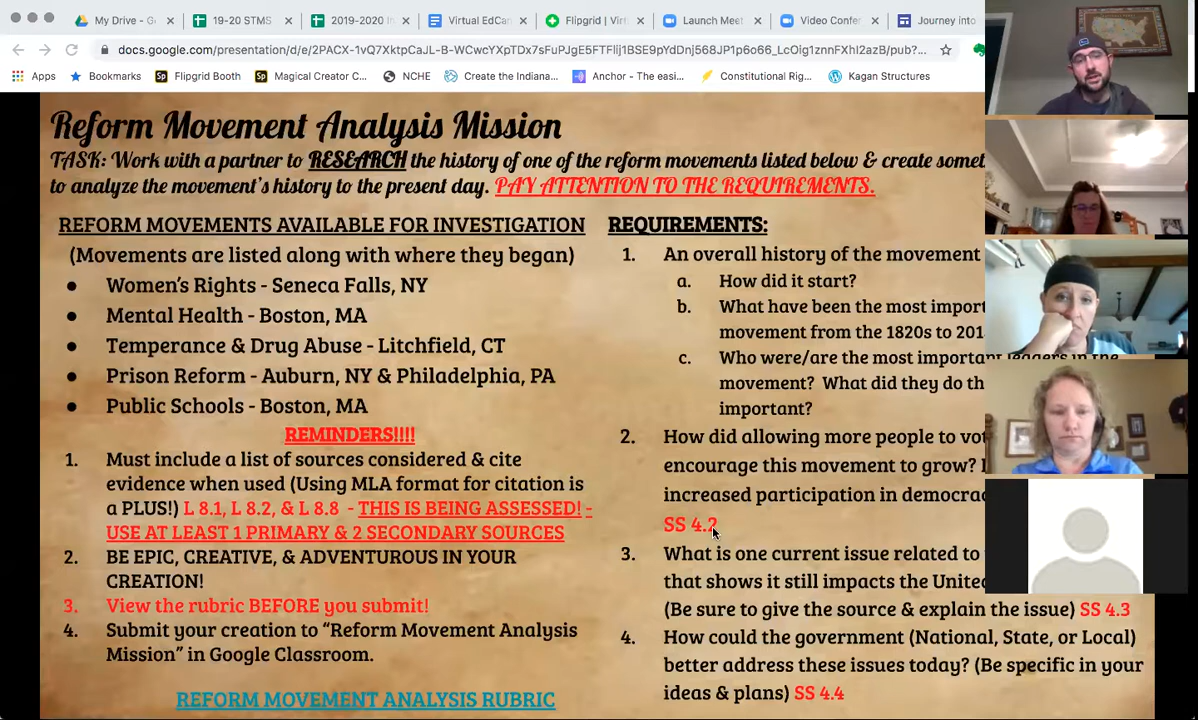 My Drive - G
19-20 STMS
2019-2020 I
Virtual EdCa
Flipgrid | Virt
Launch Meet
Video Confer
Journey into
docs.google.com/presentation/d/e/2PACX-1vQ7XktpCaJL-B-WCwcYXpTDx7sFuPJgE5FTFlj1BSE9pYdDnj568JP1p6o66_LcOig1znnFXhI2azB/pub?...
Apps
Bookmarks
Flipgrid Booth
Magical Creator C...
NCHE
Create the Indiana...
Anchor - The easi...
Constitutional Rig...
Kagan Structures
Reform Movement Analysis Mission
TASK: Work with a partner to RESEARCH the history of one of the reform movements listed below & create somet
to analyze the movement's history to the present day. PAY ATTENTION TO THE REQUIREMENTS.
REFORM MOVEMENTS AVAILABLE FOR INVESTIGATION
(Movements are listed along with where they began)
● Women's Rights - Seneca Falls, NY
● Mental Health - Boston, MA
● Temperance & Drug Abuse - Litchfield, CT
● Prison Reform - Auburn, NY & Philadelphia, PA
● Public Schools - Boston, MA
REMINDERS!!!!
1. Must include a list of sources considered & cite
evidence when used (Using MLA format for citation is
a PLUS!) L 8.1, L 8.2, & L 8.8 - THIS IS BEING ASSESSED! -
USE AT LEAST 1 PRIMARY & 2 SECONDARY SOURCES
2. BE EPIC, CREATIVE, & ADVENTUROUS IN YOUR
CREATION!
3. View the rubric BEFORE you submit!
4. Submit your creation to “Reform Movement Analysis
Mission” in Google Classroom.
REFORM MOVEMENT ANALYSIS RUBRIC
REQUIREMENTS:
1. An overall history of the movement
a. How did it start?
b. What have been the most import
movement from the 1820s to 201
c. Who were/are the most important leaders in the
movement? What did they do th
important?
2. How did allowing more people to vot
encourage this movement to grow?
increased participation in democra
SS 4.2
3. What is one current issue related to
that shows it still impacts the Unite
(Be sure to give the source & explain the issue) SS 4.3
4. How could the government (National, State, or Local)
better address these issues today? (Be specific in your
ideas & plans) SS 4.4